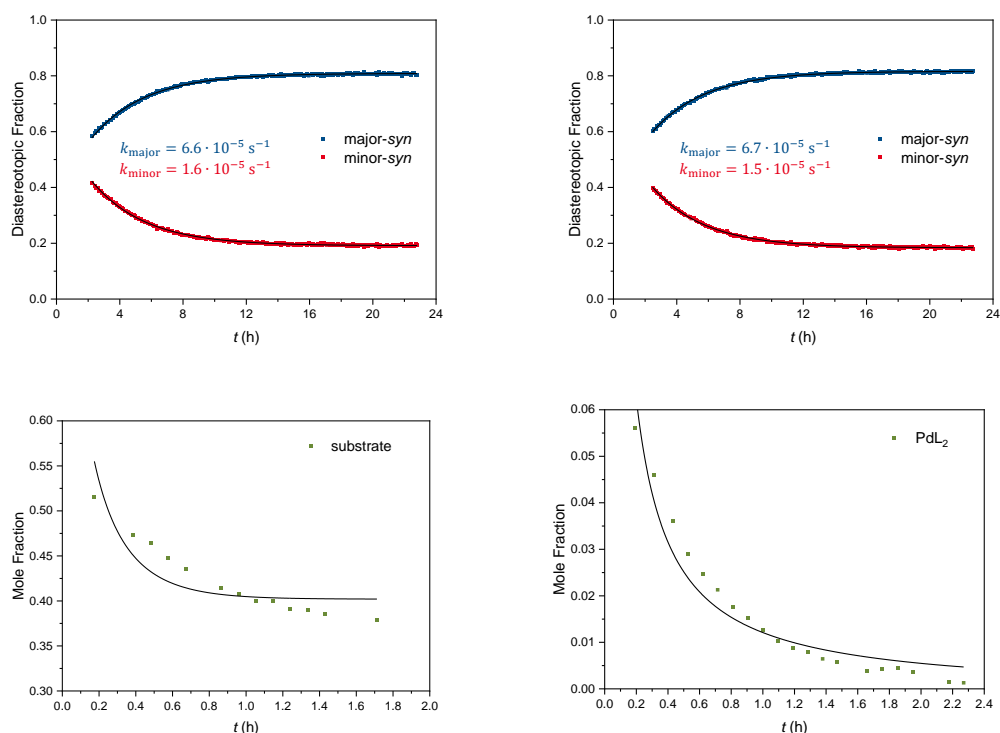 1.0
0.8
0.6
0.4
0.2
0.0
Diastereotopic Fraction
k_major = 6.6 · 10⁻⁵ s⁻¹
k_minor = 1.6 · 10⁻⁵ s⁻¹
major-syn
minor-syn
0 4 8 12 16 20 24
t (h)
1.0
0.8
0.6
0.4
0.2
0.0
Diastereotopic Fraction
k_major = 6.7 · 10⁻⁵ s⁻¹
k_minor = 1.5 · 10⁻⁵ s⁻¹
major-syn
minor-syn
0 4 8 12 16 20 24
t (h)
0.60
0.55
0.50
0.45
0.40
0.35
0.30
Mole Fraction
substrate
0.0 0.2 0.4 0.6 0.8 1.0 1.2 1.4 1.6 1.8 2.0
t (h)
0.06
0.05
0.04
0.03
0.02
0.01
0.00
Mole Fraction
PdL₂
0.0 0.2 0.4 0.6 0.8 1.0 1.2 1.4 1.6 1.8 2.0 2.2 2.4
t (h)